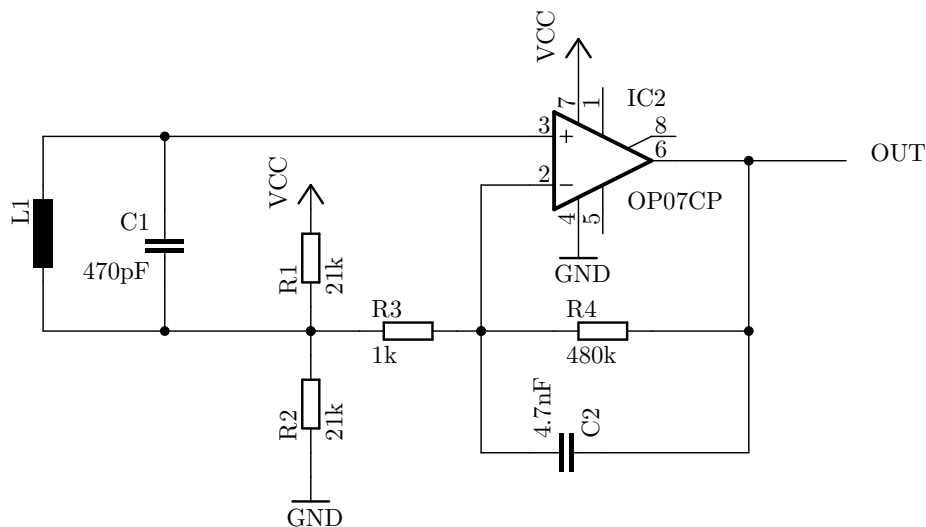 VCC
7
1
IC2
8
3
+
6
OUT
2
−
VCC
OP07CP
4
5
GND
L1
C1
470pF
R1
21k
R3
1k
R4
480k
R2
21k
4.7nF
C2
GND